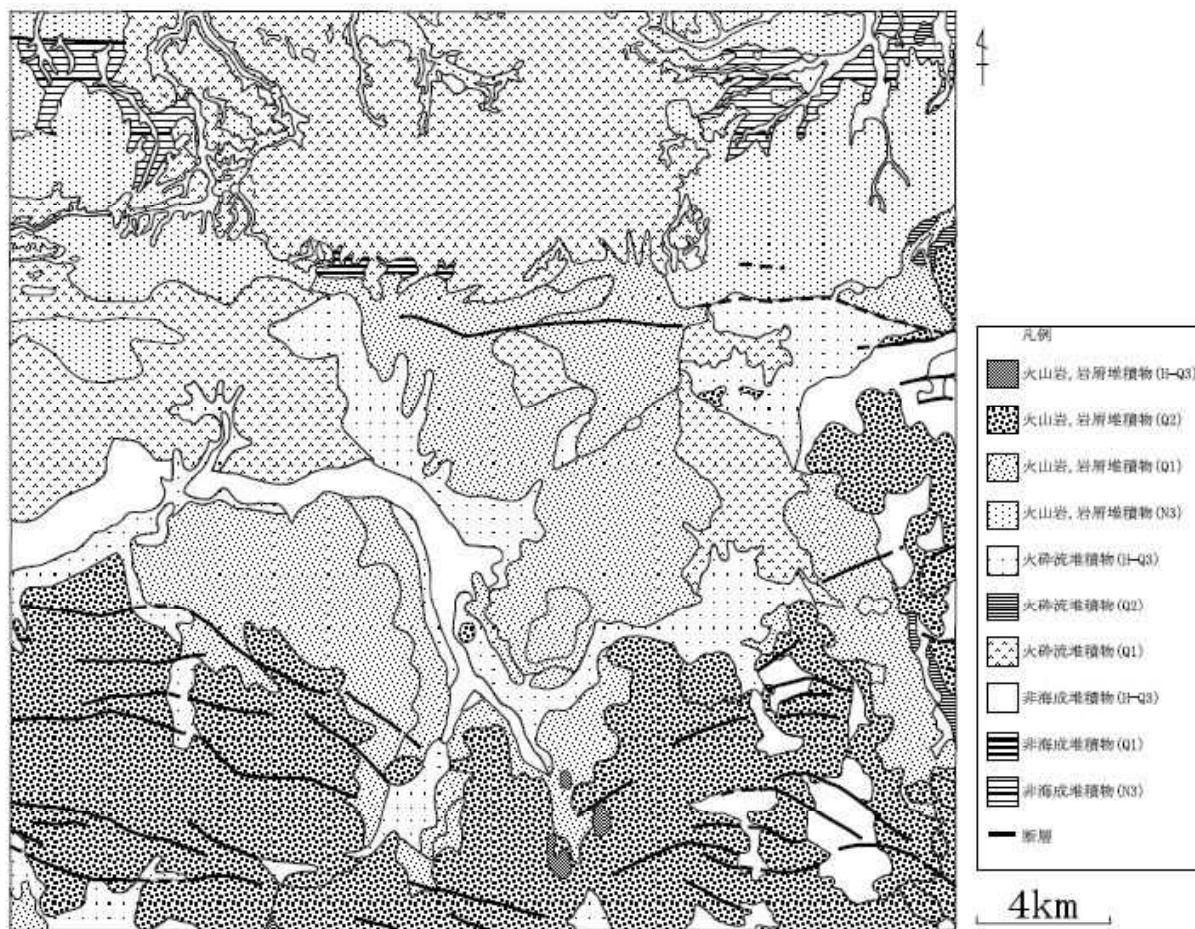 4
凡例
火山岩,岩屑堆積物(H-Q3)
火山岩,岩屑堆積物(Q2)
火山岩,岩屑堆積物(Q1)
火山岩,岩屑堆積物(N3)
火砕流堆積物(H-Q3)
火砕流堆積物(Q2)
火砕流堆積物(Q1)
非海成堆積物(H-Q3)
非海成堆積物(Q1)
非海成堆積物(N3)
断層
4km